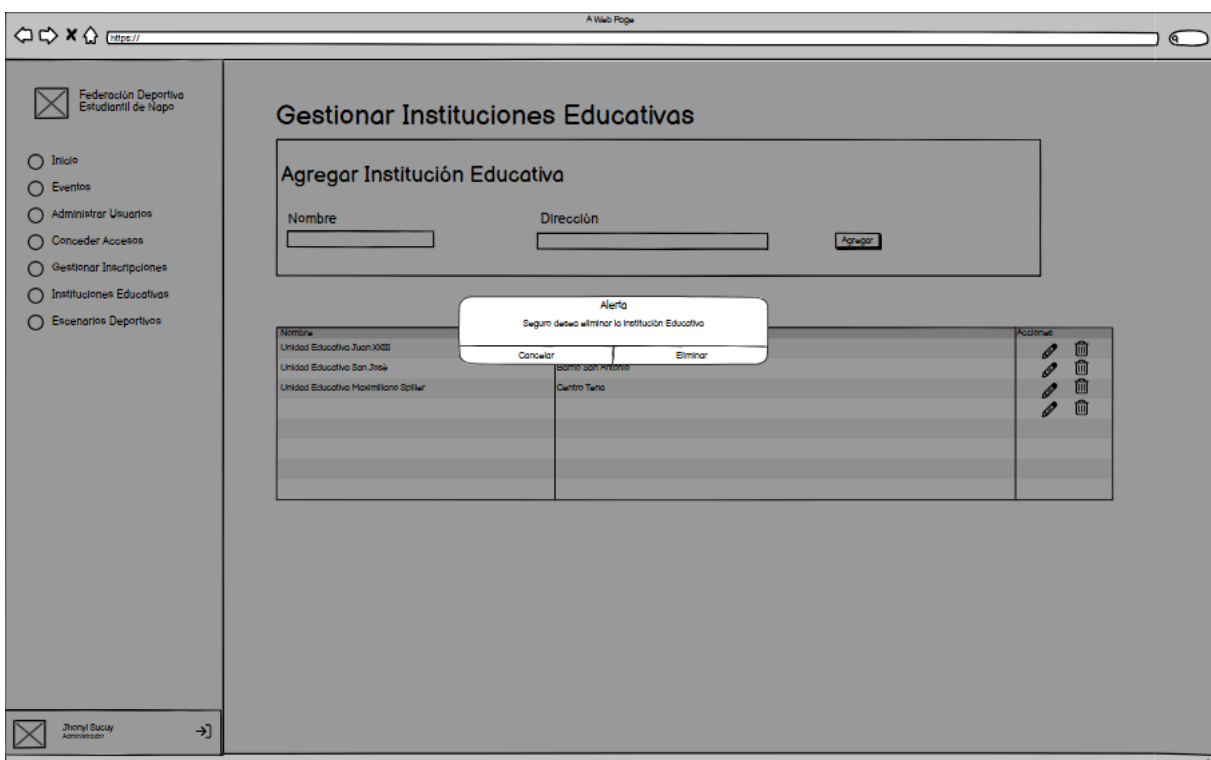 A Web Page
https://
Federación Deportiva
Estudiantil de Napo
Inicio
Eventos
Administrar Usuarios
Conceder Accesos
Gestionar Inscripciones
Instituciones Educativas
Escenarios Deportivos
Jhonyl Sucuy
Administrador
Gestionar Instituciones Educativas
Agregar Institución Educativa
Nombre
Dirección
Agregar
Alerta
Seguro desea eliminar la Institución Educativa
Cancelar
Eliminar
Nombre
Acciones
Unidad Educativa Juan XXIII
Unidad Educativa San José
Barrio San Antonio
Unidad Educativa Maximiliano Spiller
Centro Tena